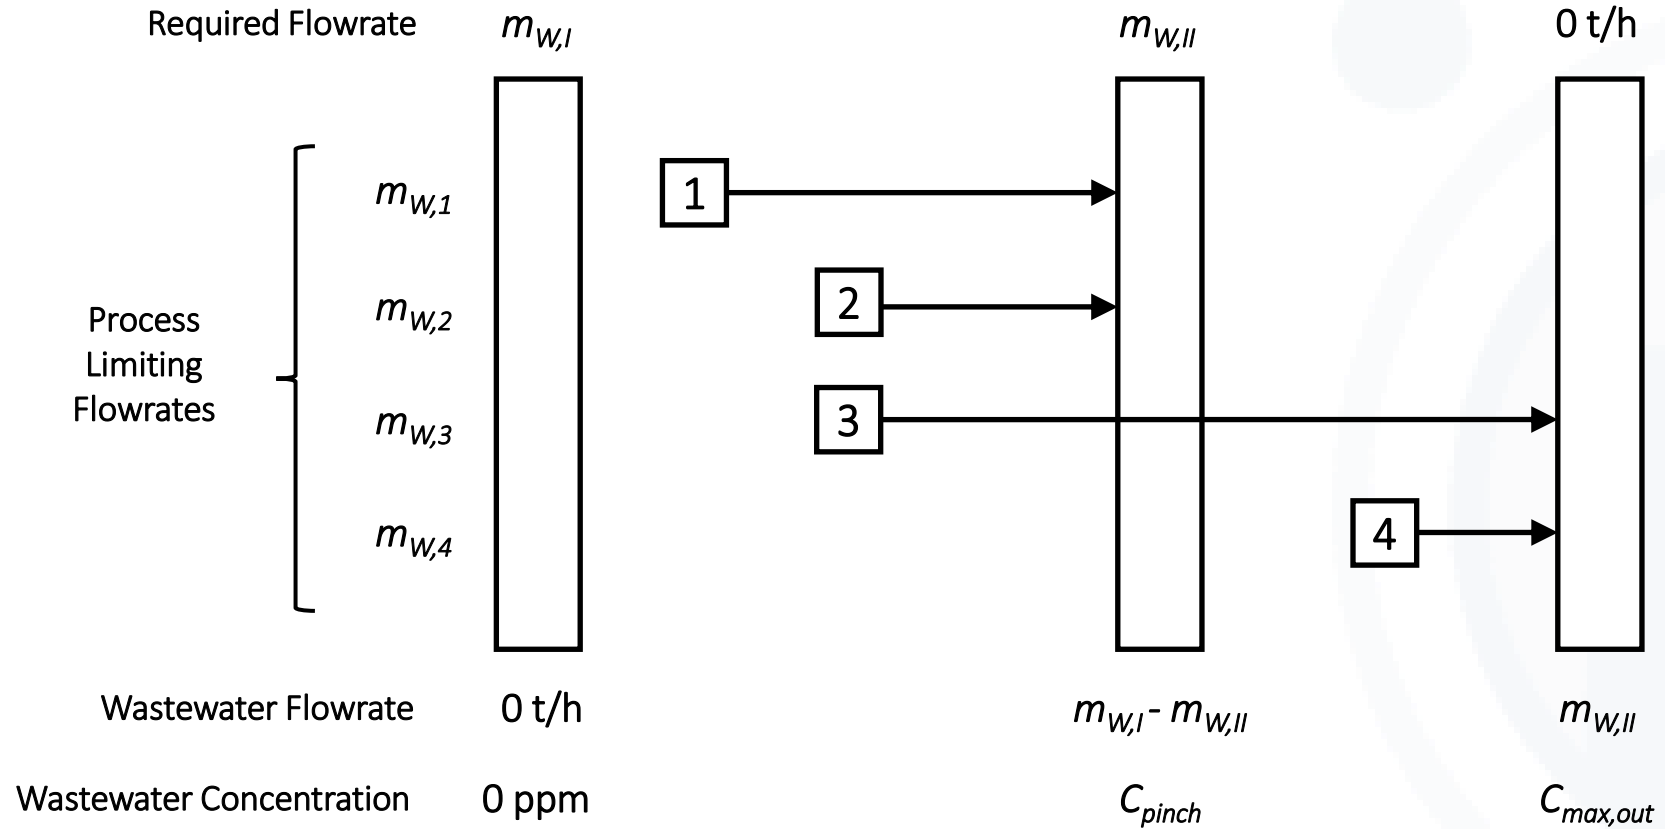 Required Flowrate m_W,I m_W,II 0 t/h
m_W,1 1
m_W,2 2
Process
Limiting
Flowrates
m_W,3 3
m_W,4 4
Wastewater Flowrate 0 t/h m_W,I - m_W,II m_W,II
Wastewater Concentration 0 ppm C_pinch C_max,out